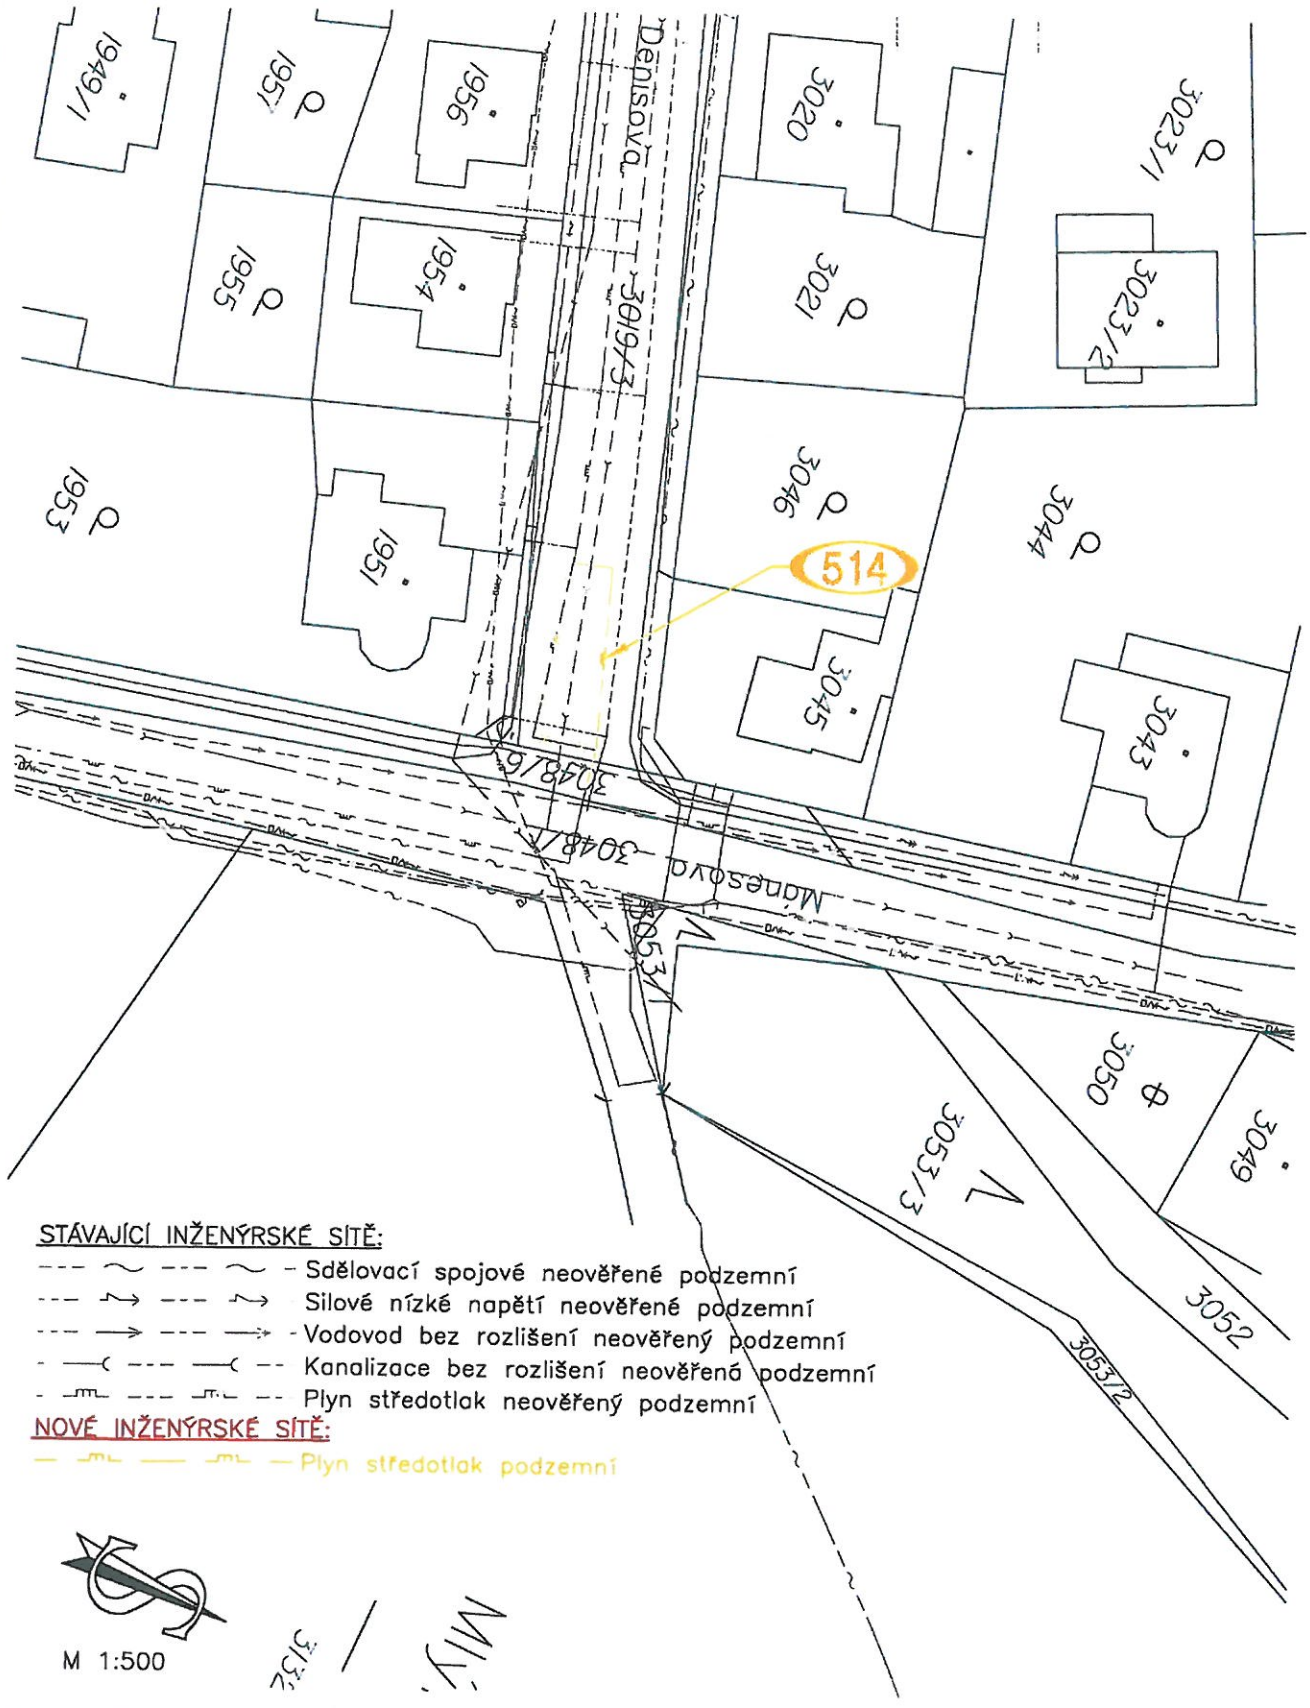 1949/1
1957
1956
Denisova
3020
3023/1
1955
1954
3019/3
3021
3023/2
1953
1951
3046
3044
514
3045
3043
3048/6
3048/1
Mánesova
3053/1
3050
3049
3053/3
3052
3053/2
STÁVAJÍCÍ INŽENÝRSKÉ SÍTĚ:
Sdělovací spojové neověřené podzemní
Silové nízké napětí neověřené podzemní
Vodovod bez rozlišení neověřený podzemní
Kanalizace bez rozlišení neověřená podzemní
Plyn středotlak neověřený podzemní
NOVÉ INŽENÝRSKÉ SÍTĚ:
Plyn středotlak podzemní
M 1:500